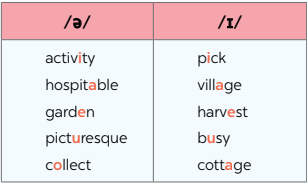 /ə/ /ɪ/
activity pick
hospitable village
garden harvest
picturesque busy
collect cottage